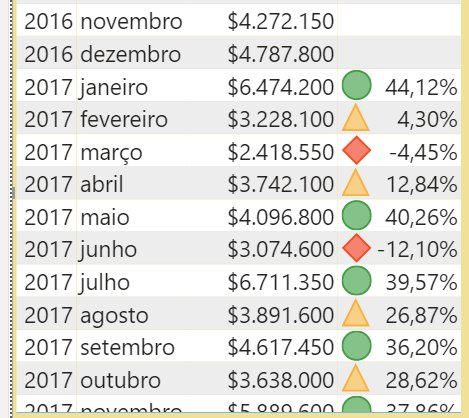 2016 novembro $4.272.150
2016 dezembro $4.787.800
2017 janeiro $6.474.200 44,12%
2017 fevereiro $3.228.100 4,30%
2017 março $2.418.550 -4,45%
2017 abril $3.742.100 12,84%
2017 maio $4.096.800 40,26%
2017 junho $3.074.600 -12,10%
2017 julho $6.711.350 39,57%
2017 agosto $3.891.600 26,87%
2017 setembro $4.617.450 36,20%
2017 outubro $3.638.000 28,62%
2017 novembro $5.889.600 37,86%